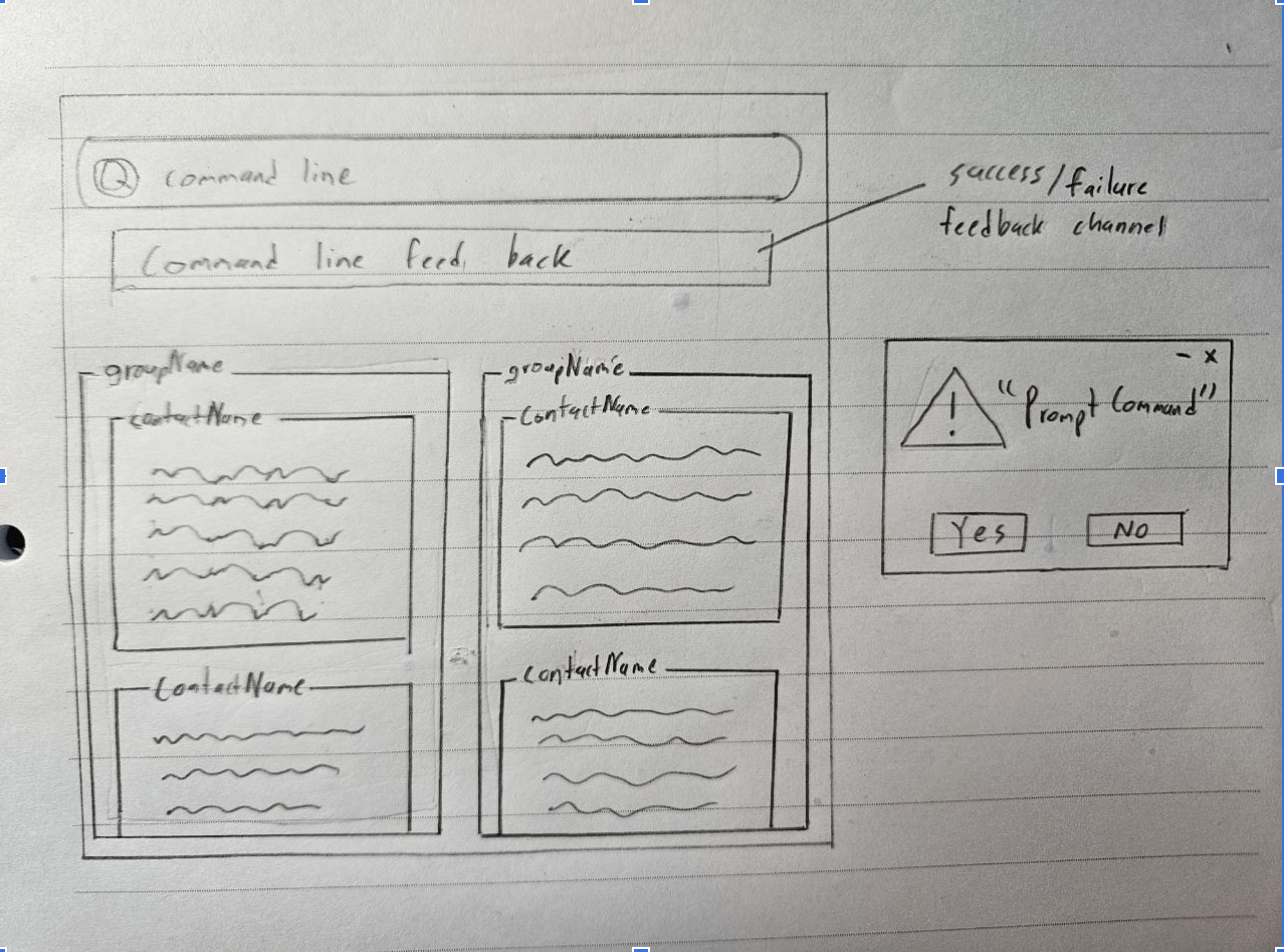 command line
Command line feed back
success/failure
feedback channel
groupName
contactName
ContactName
groupName
ContactName
contactName
- x
!
"Prompt Command"
Yes
No